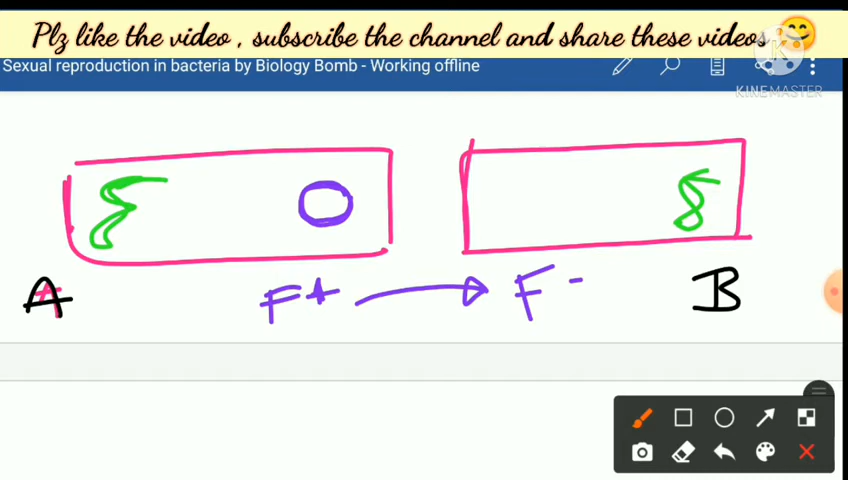 Plz like the video , subscribe the channel and share these videos 😊
Sexual reproduction in bacteria by Biology Bomb - Working offline
KINEMASTER
A F+ F - B